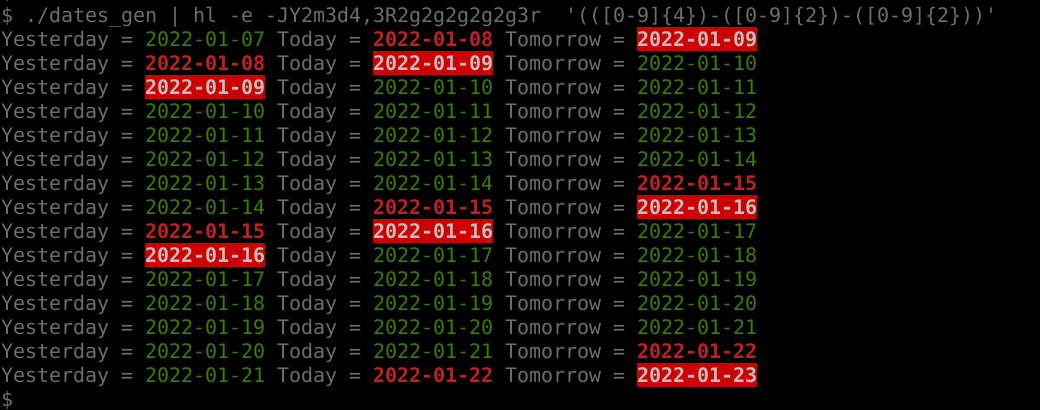 $ ./dates_gen | hl -e -JY2m3d4,3R2g2g2g2g2g3r  '(([0-9]{4})-([0-9]{2})-([0-9]{2}))'
Yesterday = 2022-01-07 Today = 2022-01-08 Tomorrow = 2022-01-09
Yesterday = 2022-01-08 Today = 2022-01-09 Tomorrow = 2022-01-10
Yesterday = 2022-01-09 Today = 2022-01-10 Tomorrow = 2022-01-11
Yesterday = 2022-01-10 Today = 2022-01-11 Tomorrow = 2022-01-12
Yesterday = 2022-01-11 Today = 2022-01-12 Tomorrow = 2022-01-13
Yesterday = 2022-01-12 Today = 2022-01-13 Tomorrow = 2022-01-14
Yesterday = 2022-01-13 Today = 2022-01-14 Tomorrow = 2022-01-15
Yesterday = 2022-01-14 Today = 2022-01-15 Tomorrow = 2022-01-16
Yesterday = 2022-01-15 Today = 2022-01-16 Tomorrow = 2022-01-17
Yesterday = 2022-01-16 Today = 2022-01-17 Tomorrow = 2022-01-18
Yesterday = 2022-01-17 Today = 2022-01-18 Tomorrow = 2022-01-19
Yesterday = 2022-01-18 Today = 2022-01-19 Tomorrow = 2022-01-20
Yesterday = 2022-01-19 Today = 2022-01-20 Tomorrow = 2022-01-21
Yesterday = 2022-01-20 Today = 2022-01-21 Tomorrow = 2022-01-22
Yesterday = 2022-01-21 Today = 2022-01-22 Tomorrow = 2022-01-23
$